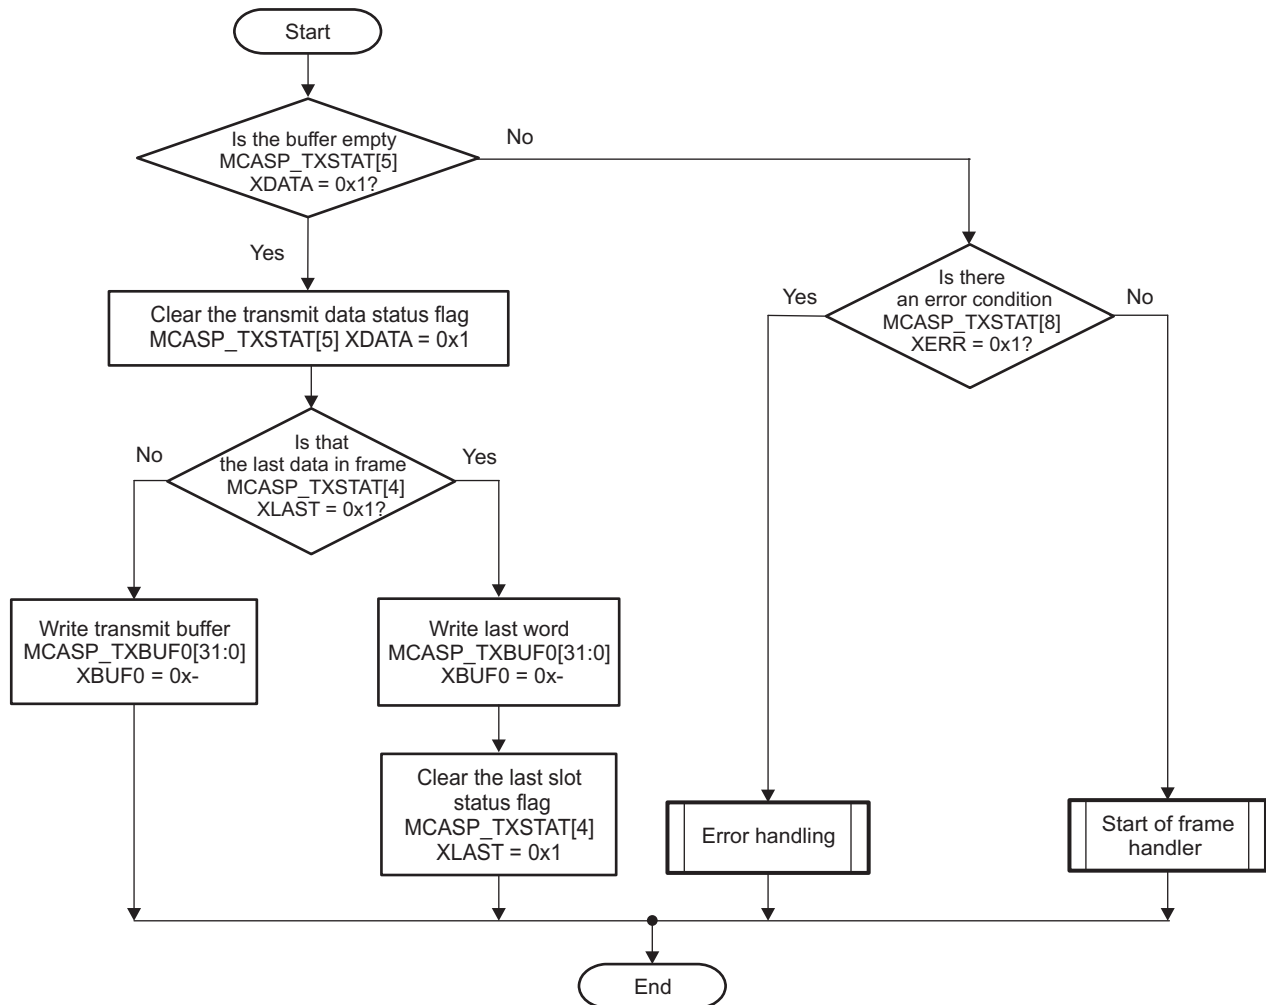 Start
Is the buffer empty
MCASP_TXSTAT[5]
XDATA = 0x1?
No
Yes
Clear the transmit data status flag
MCASP_TXSTAT[5] XDATA = 0x1
Is there
an error condition
MCASP_TXSTAT[8]
XERR = 0x1?
Yes
No
Is that
the last data in frame
MCASP_TXSTAT[4]
XLAST = 0x1?
No
Yes
Write transmit buffer
MCASP_TXBUF0[31:0]
XBUF0 = 0x-
Write last word
MCASP_TXBUF0[31:0]
XBUF0 = 0x-
Clear the last slot
status flag
MCASP_TXSTAT[4]
XLAST = 0x1
Error handling
Start of frame
handler
End